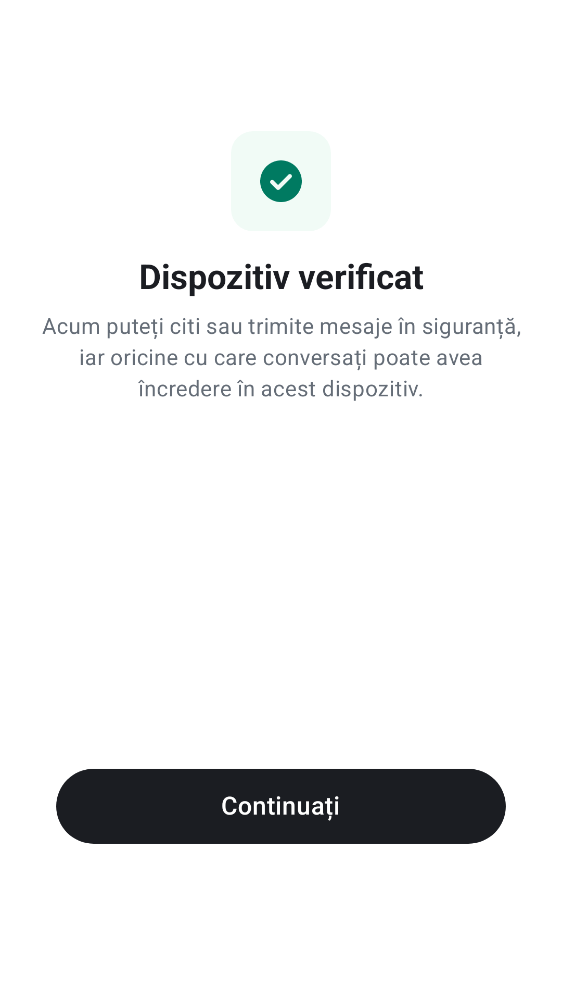 Dispozitiv verificat
Acum puteți citi sau trimite mesaje în siguranță,
iar oricine cu care conversați poate avea
încredere în acest dispozitiv.
Continuați